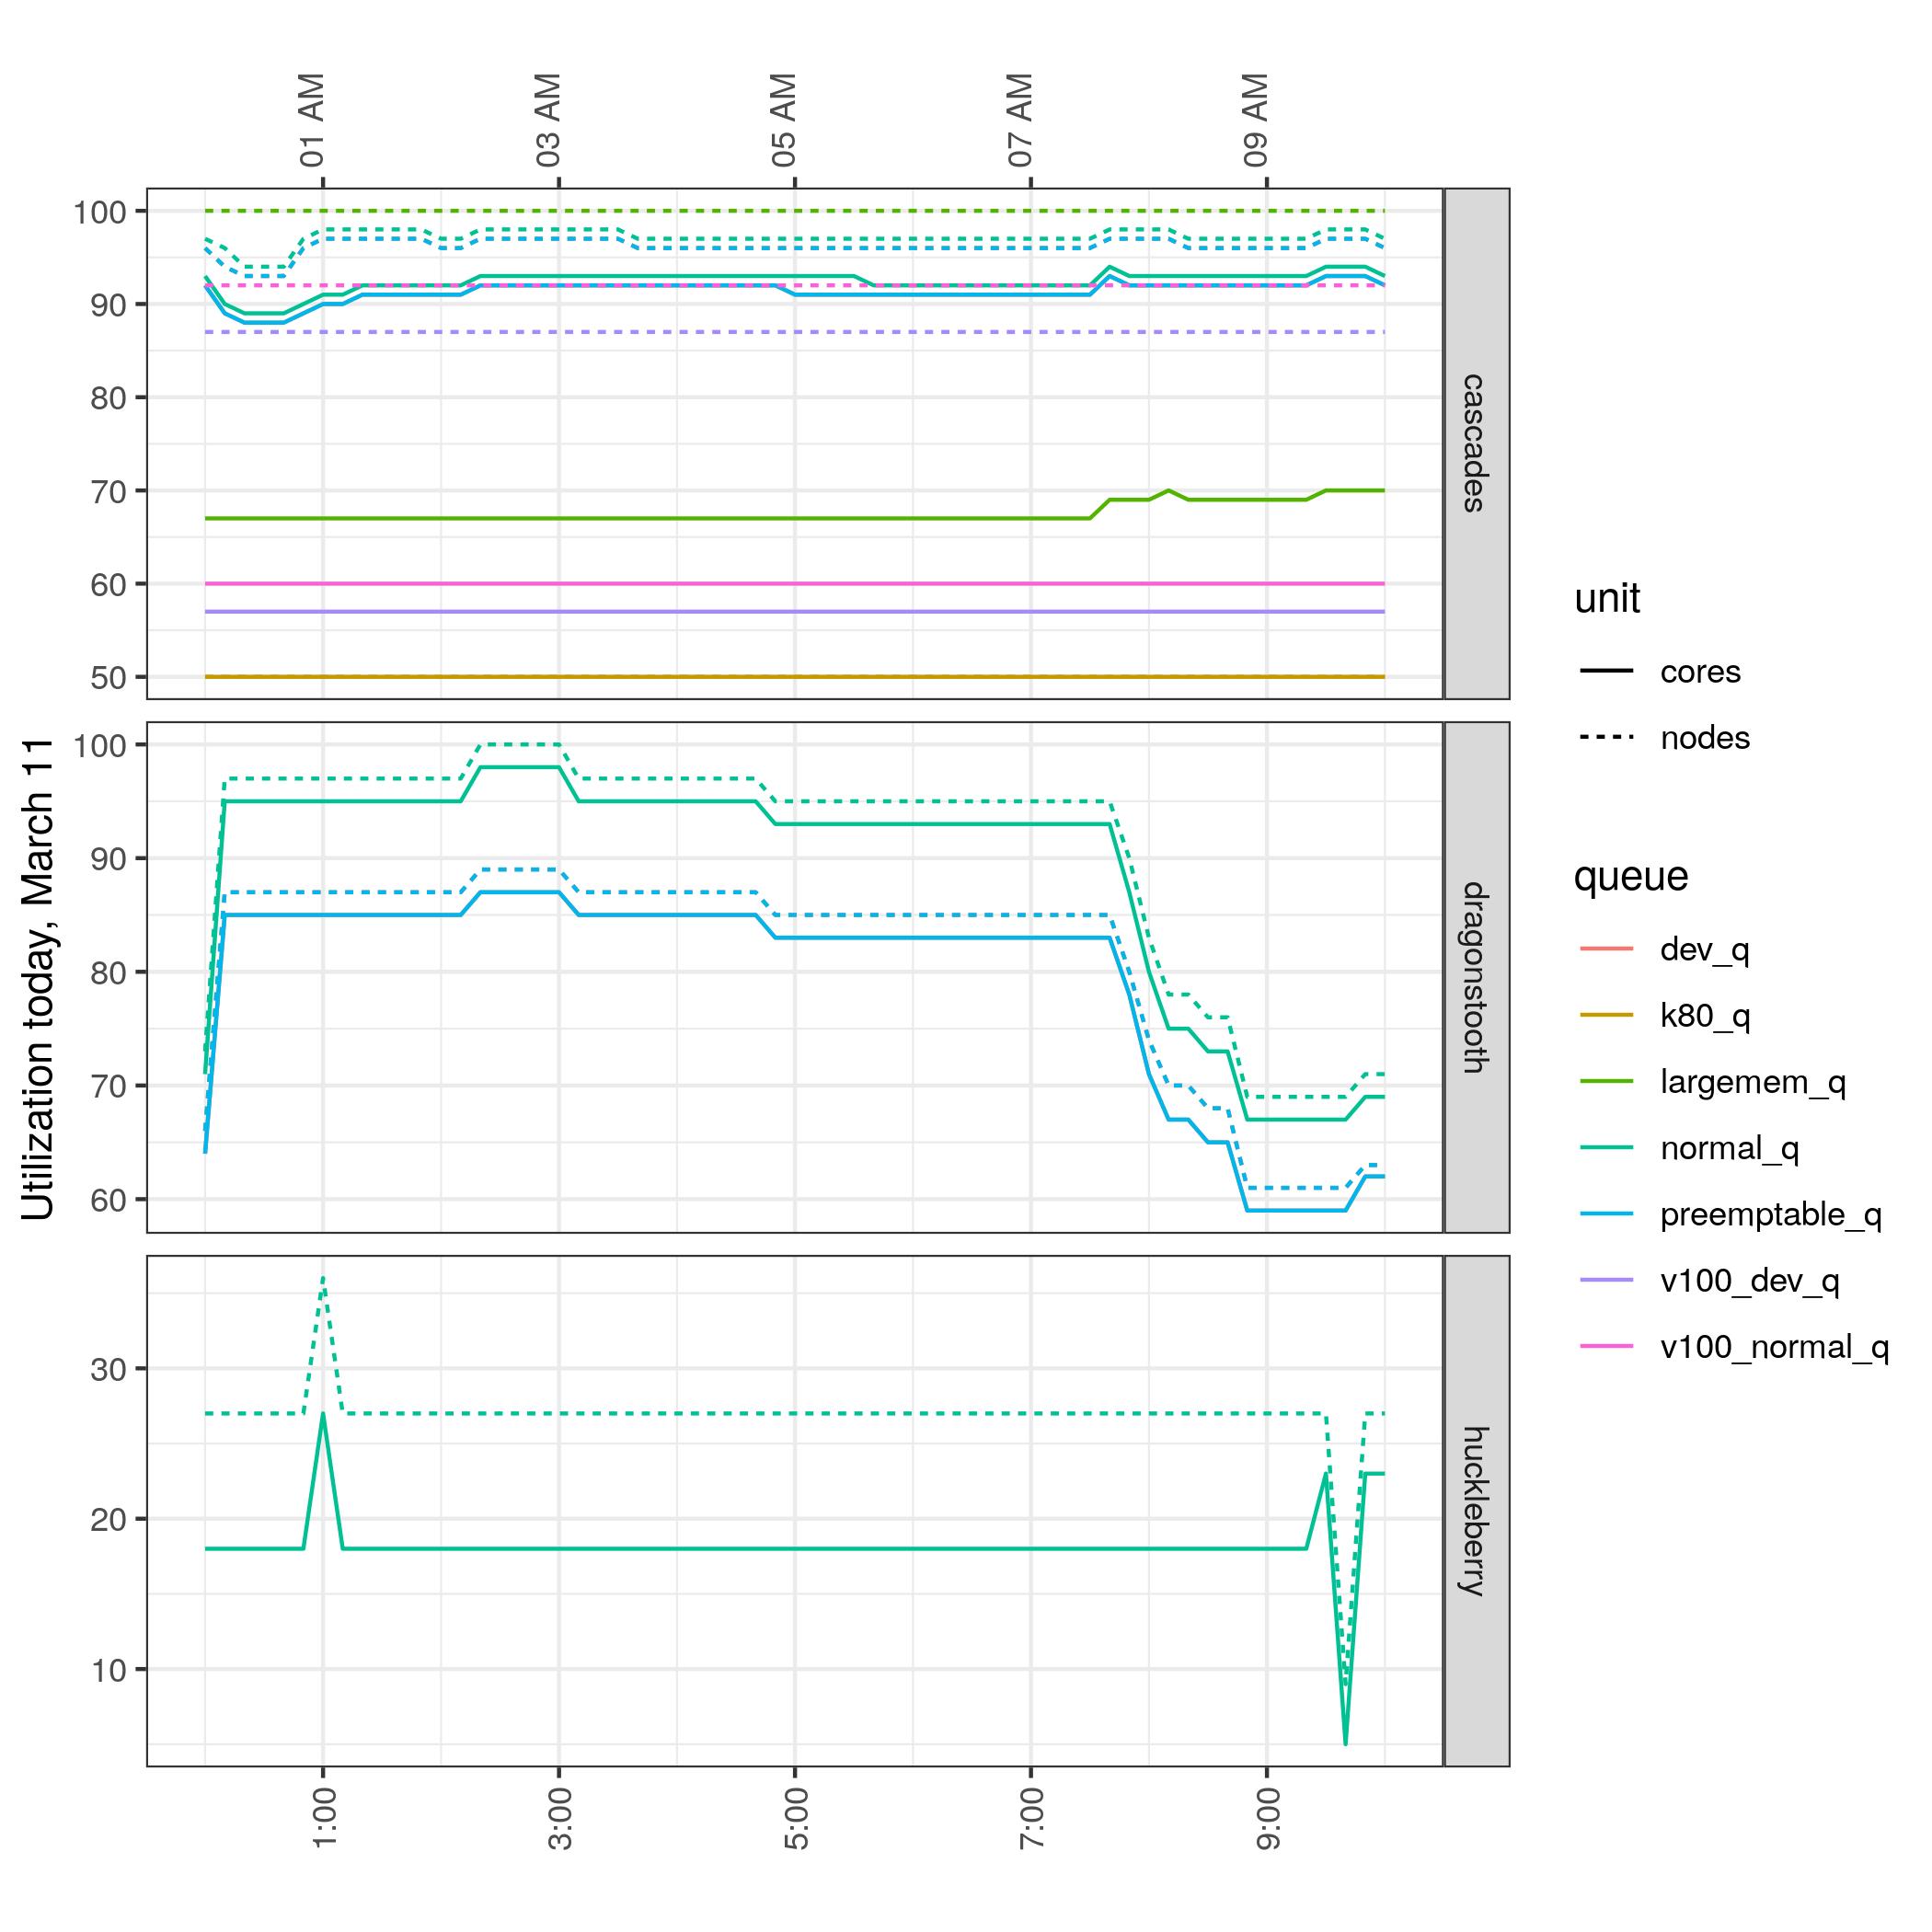 01 AM
03 AM
05 AM
07 AM
09 AM
Utilization today, March 11
100
90
80
70
60
50
cascades
100
90
80
70
60
dragonstooth
30
20
10
huckleberry
1:00
3:00
5:00
7:00
9:00
unit
cores
nodes
queue
dev_q
k80_q
largemem_q
normal_q
preemptable_q
v100_dev_q
v100_normal_q